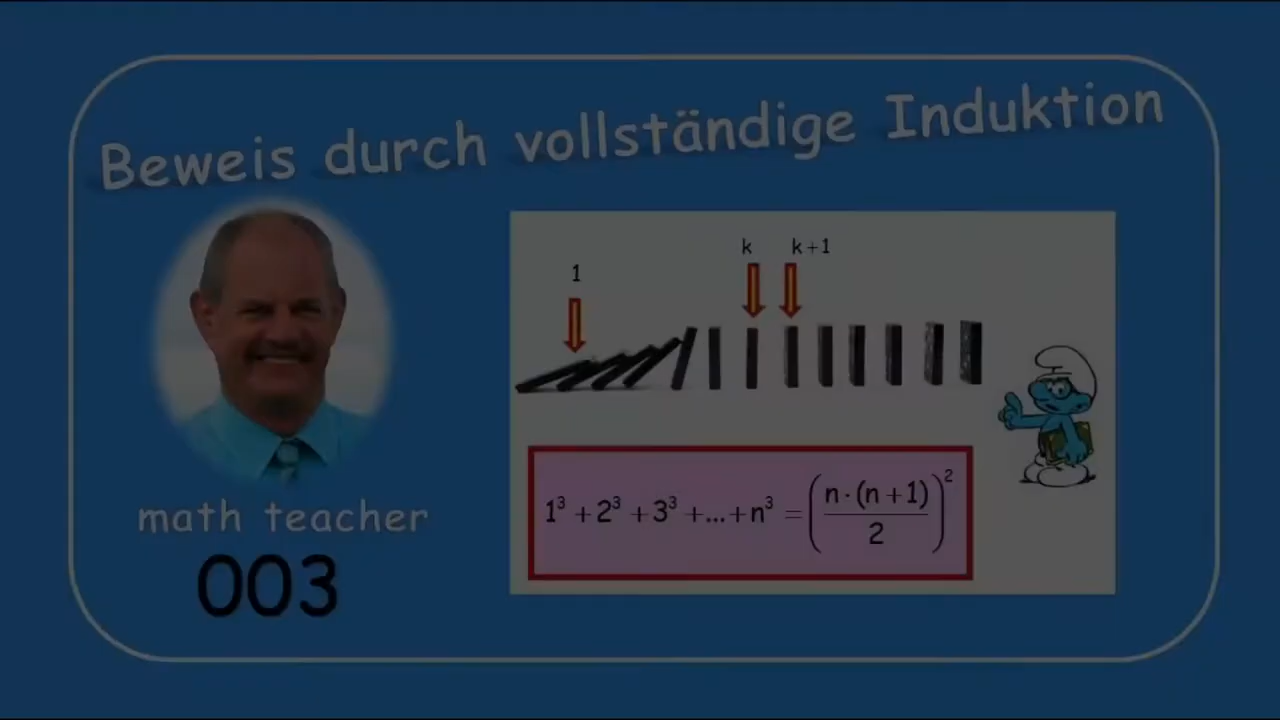 Beweis durch vollständige Induktion
1
k
k+1
1³ + 2³ + 3³ + ... + n³ = (n·(n+1)/2)²
math teacher
003